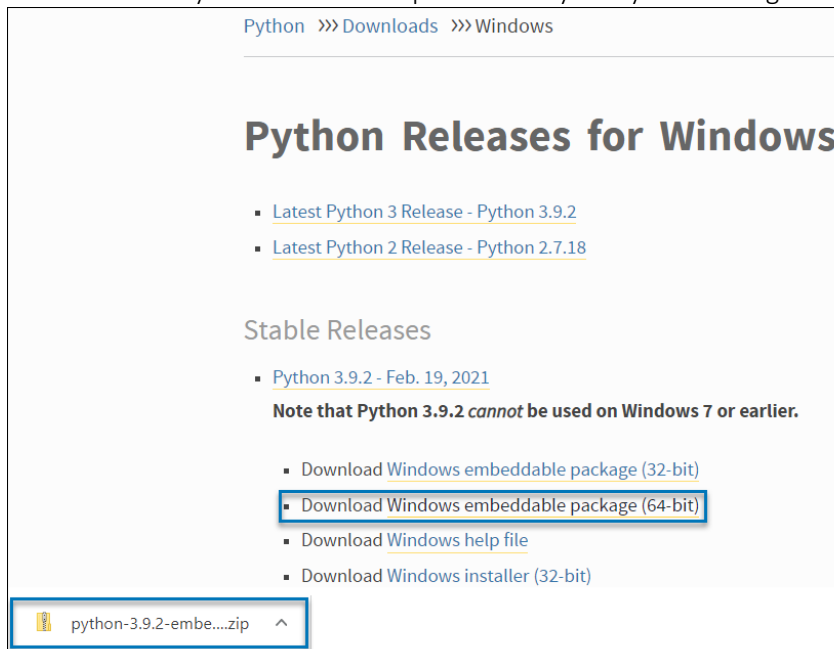 Python >>> Downloads >>> Windows
Python Releases for Windows
Latest Python 3 Release - Python 3.9.2
Latest Python 2 Release - Python 2.7.18
Stable Releases
Python 3.9.2 - Feb. 19, 2021
Note that Python 3.9.2 cannot be used on Windows 7 or earlier.
Download Windows embeddable package (32-bit)
Download Windows embeddable package (64-bit)
Download Windows help file
Download Windows installer (32-bit)
python-3.9.2-embe....zip